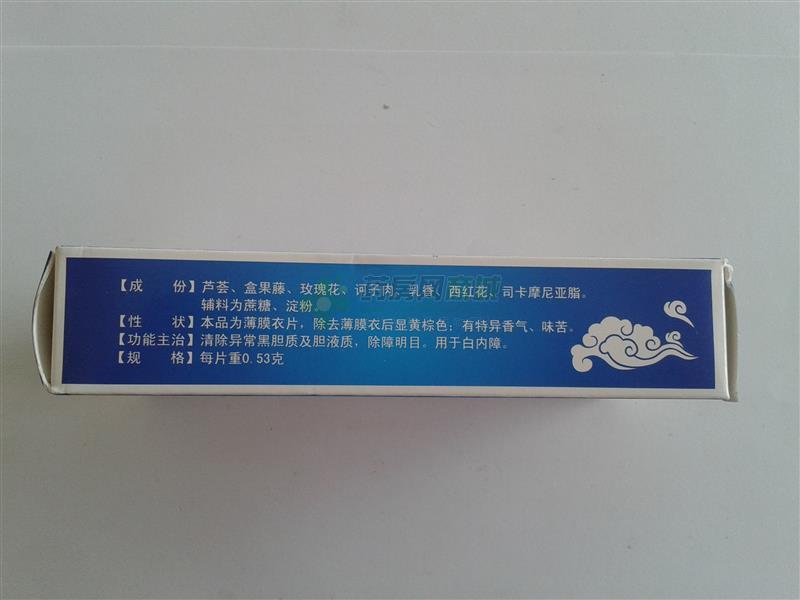 【成　份】芦荟、盒果藤、玫瑰花、诃子肉、乳香、西红花、司卡摩尼亚脂。
辅料为蔗糖、淀粉。
【性　状】本品为薄膜衣片，除去薄膜衣后显黄棕色；有特异香气、味苦。
【功能主治】清除异常黑胆质及胆液质，除障明目。用于白内障。
【规　格】每片重0.53克